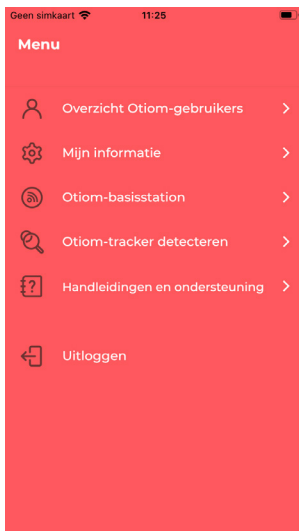 Geen simkaart 11:25
Menu
Overzicht Otiom-gebruikers
Mijn informatie
Otiom-basisstation
Otiom-tracker detecteren
Handleidingen en ondersteuning
Uitloggen